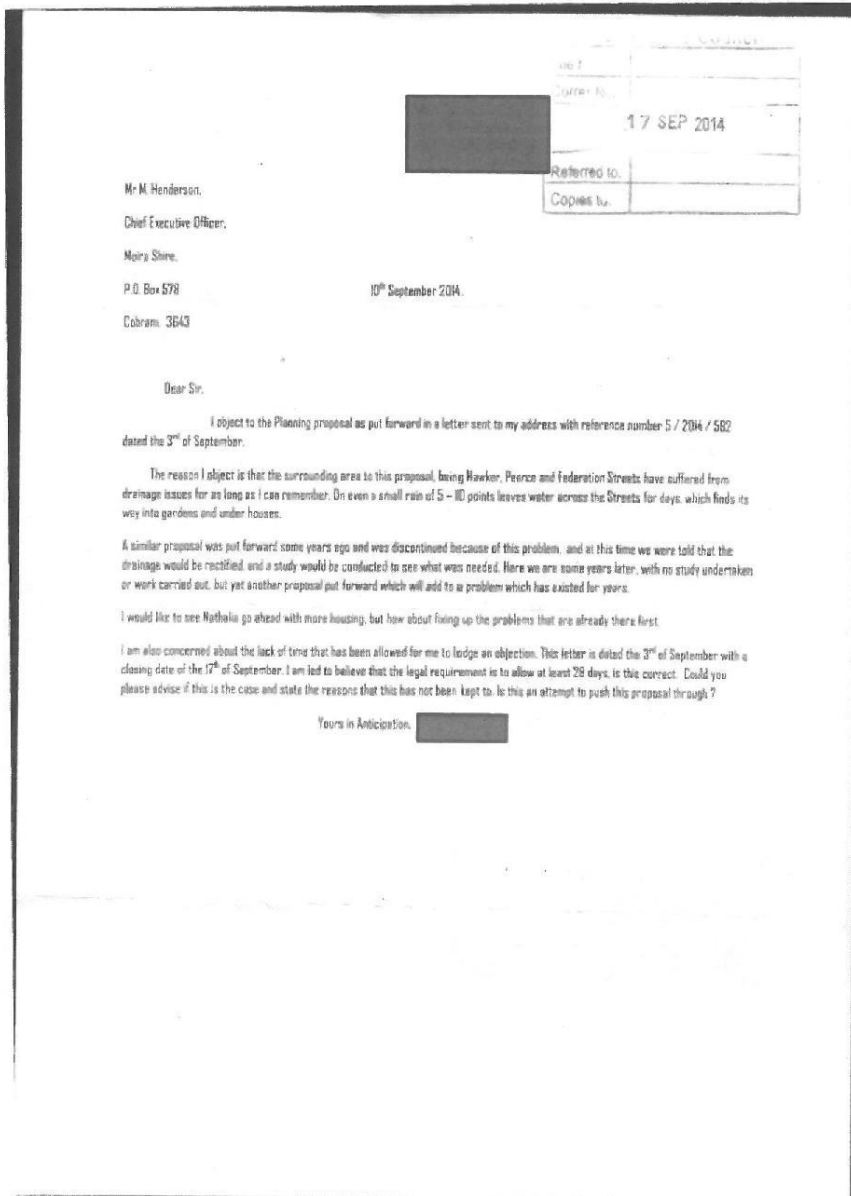 17 SEP 2014
Referred to.
Copies to.
Mr M. Henderson,
Chief Executive Officer,
Moira Shire,
P.O. Box 578
10th September 2014.
Cobram. 3643
Dear Sir,
I object to the Planning proposal as put forward in a letter sent to my address with reference number 5 / 2014 / 582
dated the 3rd of September.
The reason I object is that the surrounding area to this proposal, being Hawker, Pearce and Federation Streets have suffered from
drainage issues for as long as I can remember. On even a small rain of 5 – 10 points leaves water across the Streets for days, which finds its
way into gardens and under houses.
A similar proposal was put forward some years ago and was discontinued because of this problem, and at this time we were told that the
drainage would be rectified, and a study would be conducted to see what was needed. Here we are some years later, with no study undertaken
or work carried out, but yet another proposal put forward which will add to a problem which has existed for years.
I would like to see Nathalia go ahead with more housing, but how about fixing up the problems that are already there first.
I am also concerned about the lack of time that has been allowed for me to lodge an objection. This letter is dated the 3rd of September with a
closing date of the 17th of September. I am led to believe that the legal requirement is to allow at least 28 days, is this correct. Could you
please advise if this is the case and state the reasons that this has not been kept to. Is this an attempt to push this proposal through ?
Yours in Anticipation,